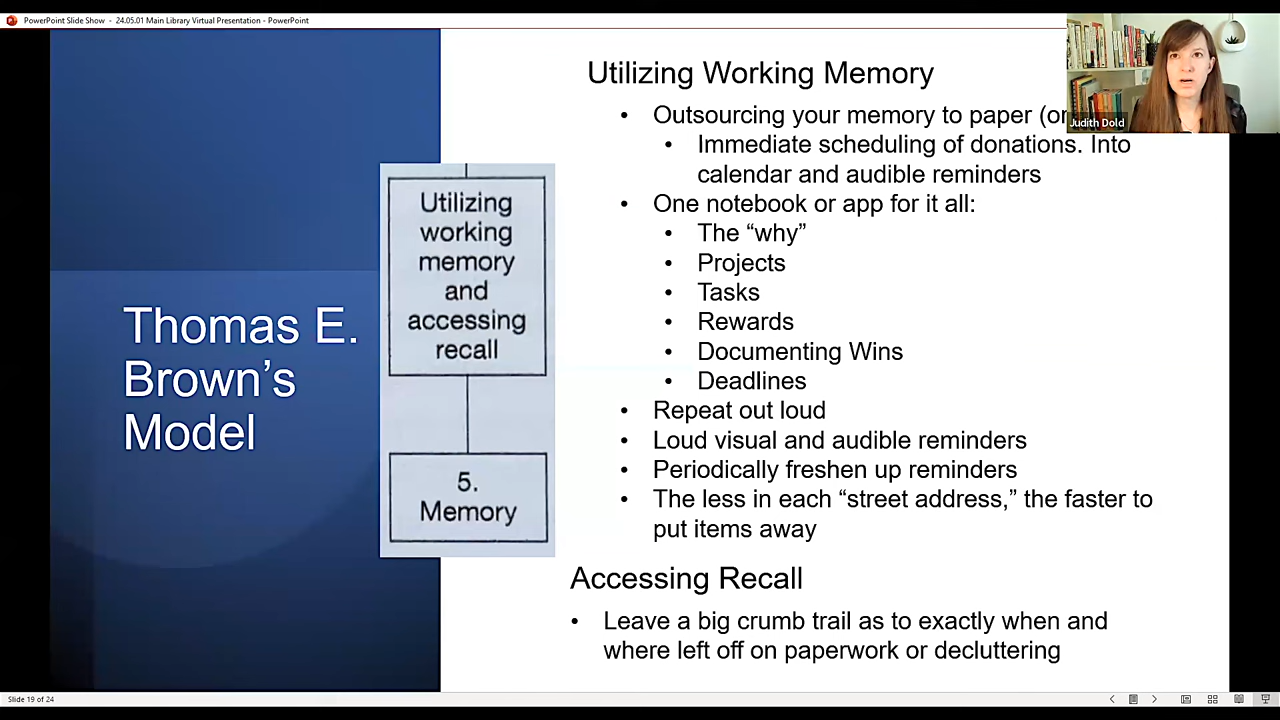 PowerPoint Slide Show - 24.05.01 Main Library Virtual Presentation - PowerPoint
Thomas E.
Brown’s
Model
Utilizing
working
memory
and
accessing
recall
5.
Memory
Utilizing Working Memory
• Outsourcing your memory to paper (or
• Immediate scheduling of donations. Into
calendar and audible reminders
• One notebook or app for it all:
• The “why”
• Projects
• Tasks
• Rewards
• Documenting Wins
• Deadlines
• Repeat out loud
• Loud visual and audible reminders
• Periodically freshen up reminders
• The less in each “street address,” the faster to
put items away
Accessing Recall
• Leave a big crumb trail as to exactly when and
where left off on paperwork or decluttering
Judith Dold
Slide 19 of 24